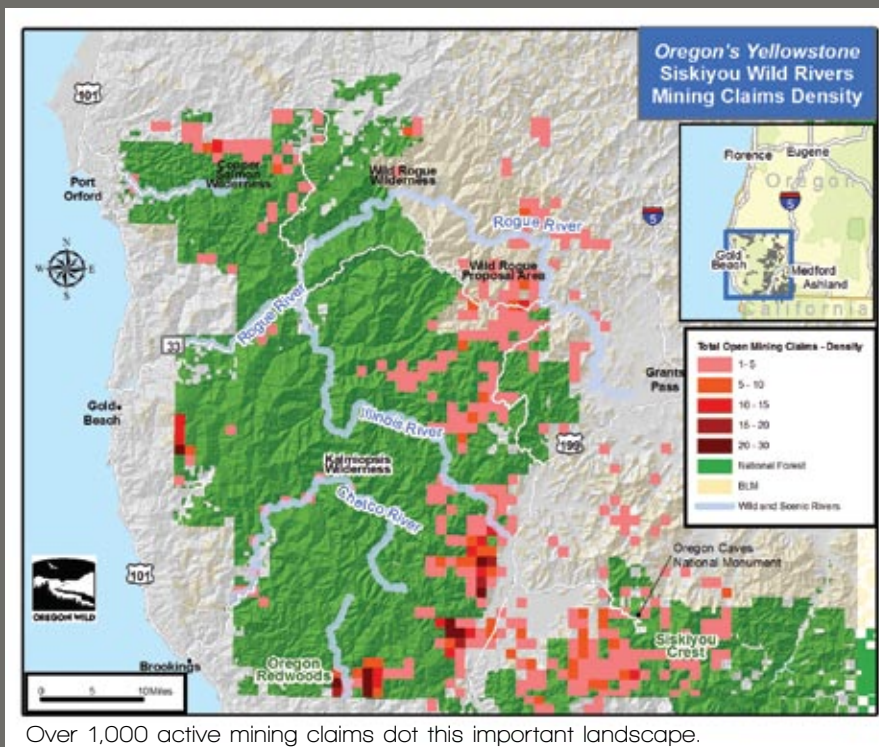 Oregon's Yellowstone
Siskiyou Wild Rivers
Mining Claims Density
101
Port
Orford
Copper
Salmon
Wilderness
Wild Rogue
Wilderness
Rogue River
5
Florence
Eugene
Oregon
5
Gold
Beach
Medford
Ashland
California
N
W
E
S
Wild Rogue
Proposal Area
Rogue River
33
Gold
Beach
Grants
Pass
Total Open Mining Claims - Density
1 - 5
5 - 10
10 - 15
15 - 20
20 - 30
National Forest
BLM
Wild and Scenic Rivers
Illinois River
199
Kalmiopsis
Wilderness
Chetco River
Oregon Caves
National Monument
101
OREGON WILD
Siskiyou
Crest
Brookings
Oregon
Redwoods
0 5 10 Miles
Over 1,000 active mining claims dot this important landscape.